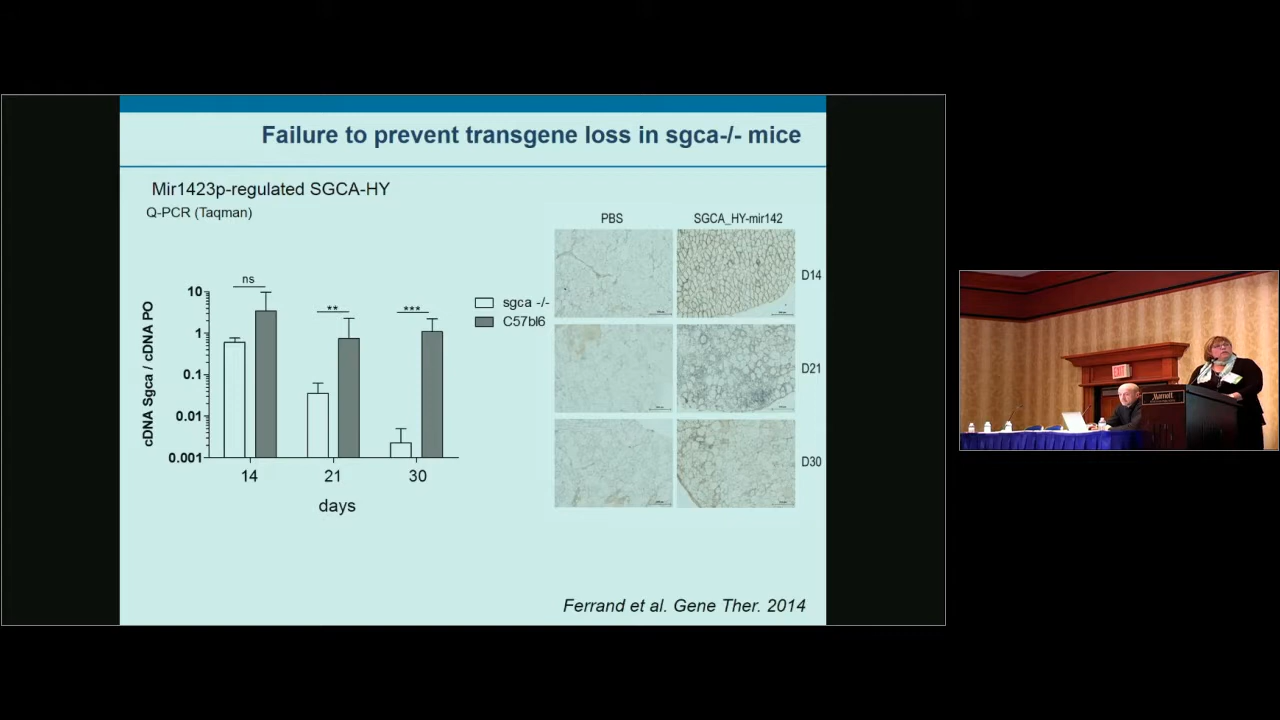 Failure to prevent transgene loss in sgca-/- mice
Mir1423p-regulated SGCA-HY
Q-PCR (Taqman)
PBS
SGCA_HY-mir142
D14
D21
D30
cDNA Sgca / cDNA PO
10
1
0.1
0.01
0.001
ns
**
***
sgca -/-
C57bl6
14
21
30
days
Ferrand et al. Gene Ther. 2014
EXIT
Marriott